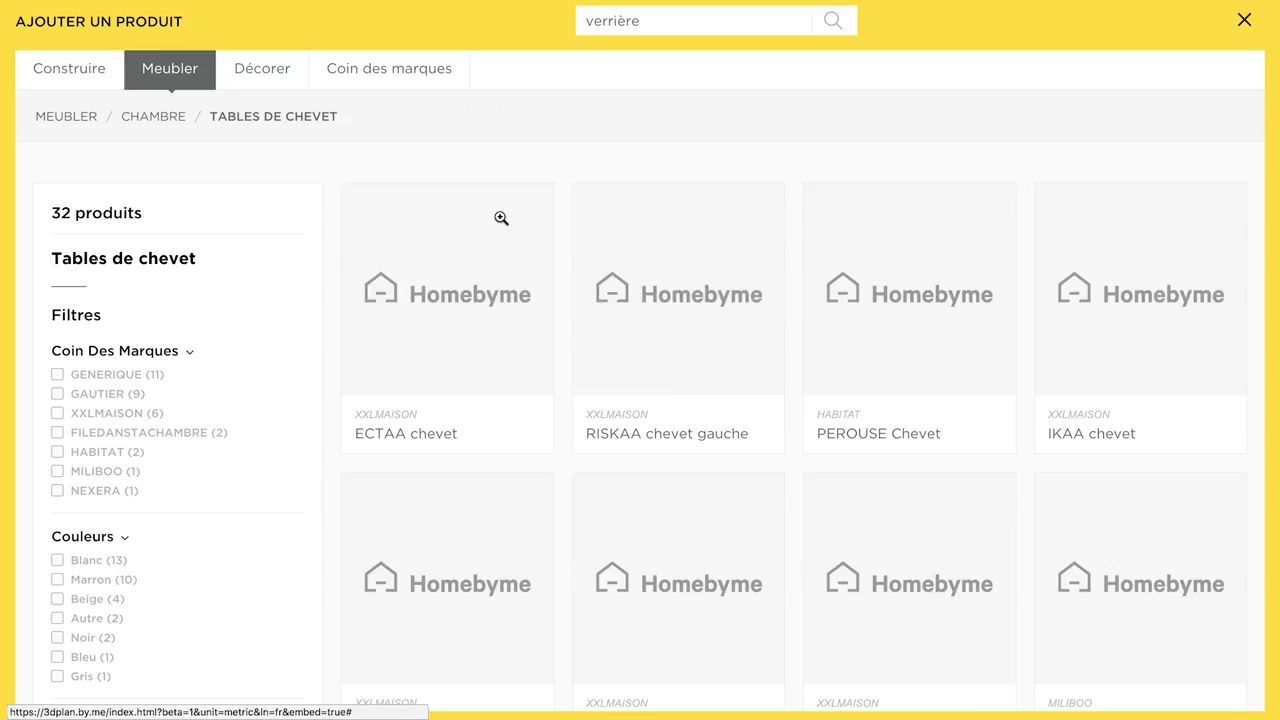 AJOUTER UN PRODUIT
verrière
Construire
Meubler
Décorer
Coin des marques
MEUBLER / CHAMBRE / TABLES DE CHEVET
32 produits
Tables de chevet
Filtres
Coin Des Marques
GENERIQUE (11)
GAUTIER (9)
XXLMAISON (6)
FILEDANSTACHAMBRE (2)
HABITAT (2)
MILIBOO (1)
NEXERA (1)
Couleurs
Blanc (13)
Marron (10)
Beige (4)
Autre (2)
Noir (2)
Bleu (1)
Gris (1)
Homebyme
XXLMAISON
ECTAA chevet
Homebyme
XXLMAISON
RISKAA chevet gauche
Homebyme
HABITAT
PEROUSE Chevet
Homebyme
XXLMAISON
IKAA chevet
Homebyme
XXLMAISON
Homebyme
XXLMAISON
Homebyme
XXLMAISON
Homebyme
MILIBOO
https://3dplan.by.me/index.html?beta=1&unit=metric&ln=fr&embed=true#